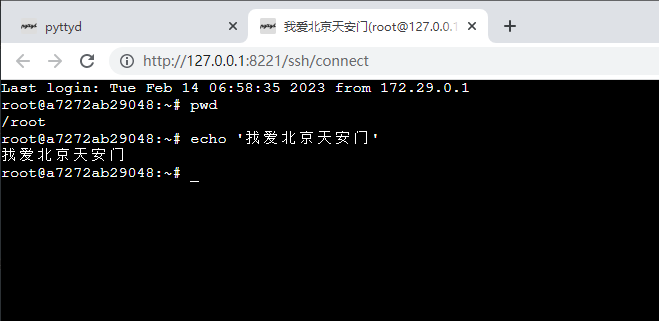 pyttyd
我爱北京天安门(root@127.0.0.1
http://127.0.0.1:8221/ssh/connect
Last login: Tue Feb 14 06:58:35 2023 from 172.29.0.1
root@a7272ab29048:~# pwd
/root
root@a7272ab29048:~# echo '我爱北京天安门'
我爱北京天安门
root@a7272ab29048:~# _